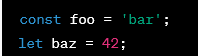 const foo = 'bar';
let baz = 42;